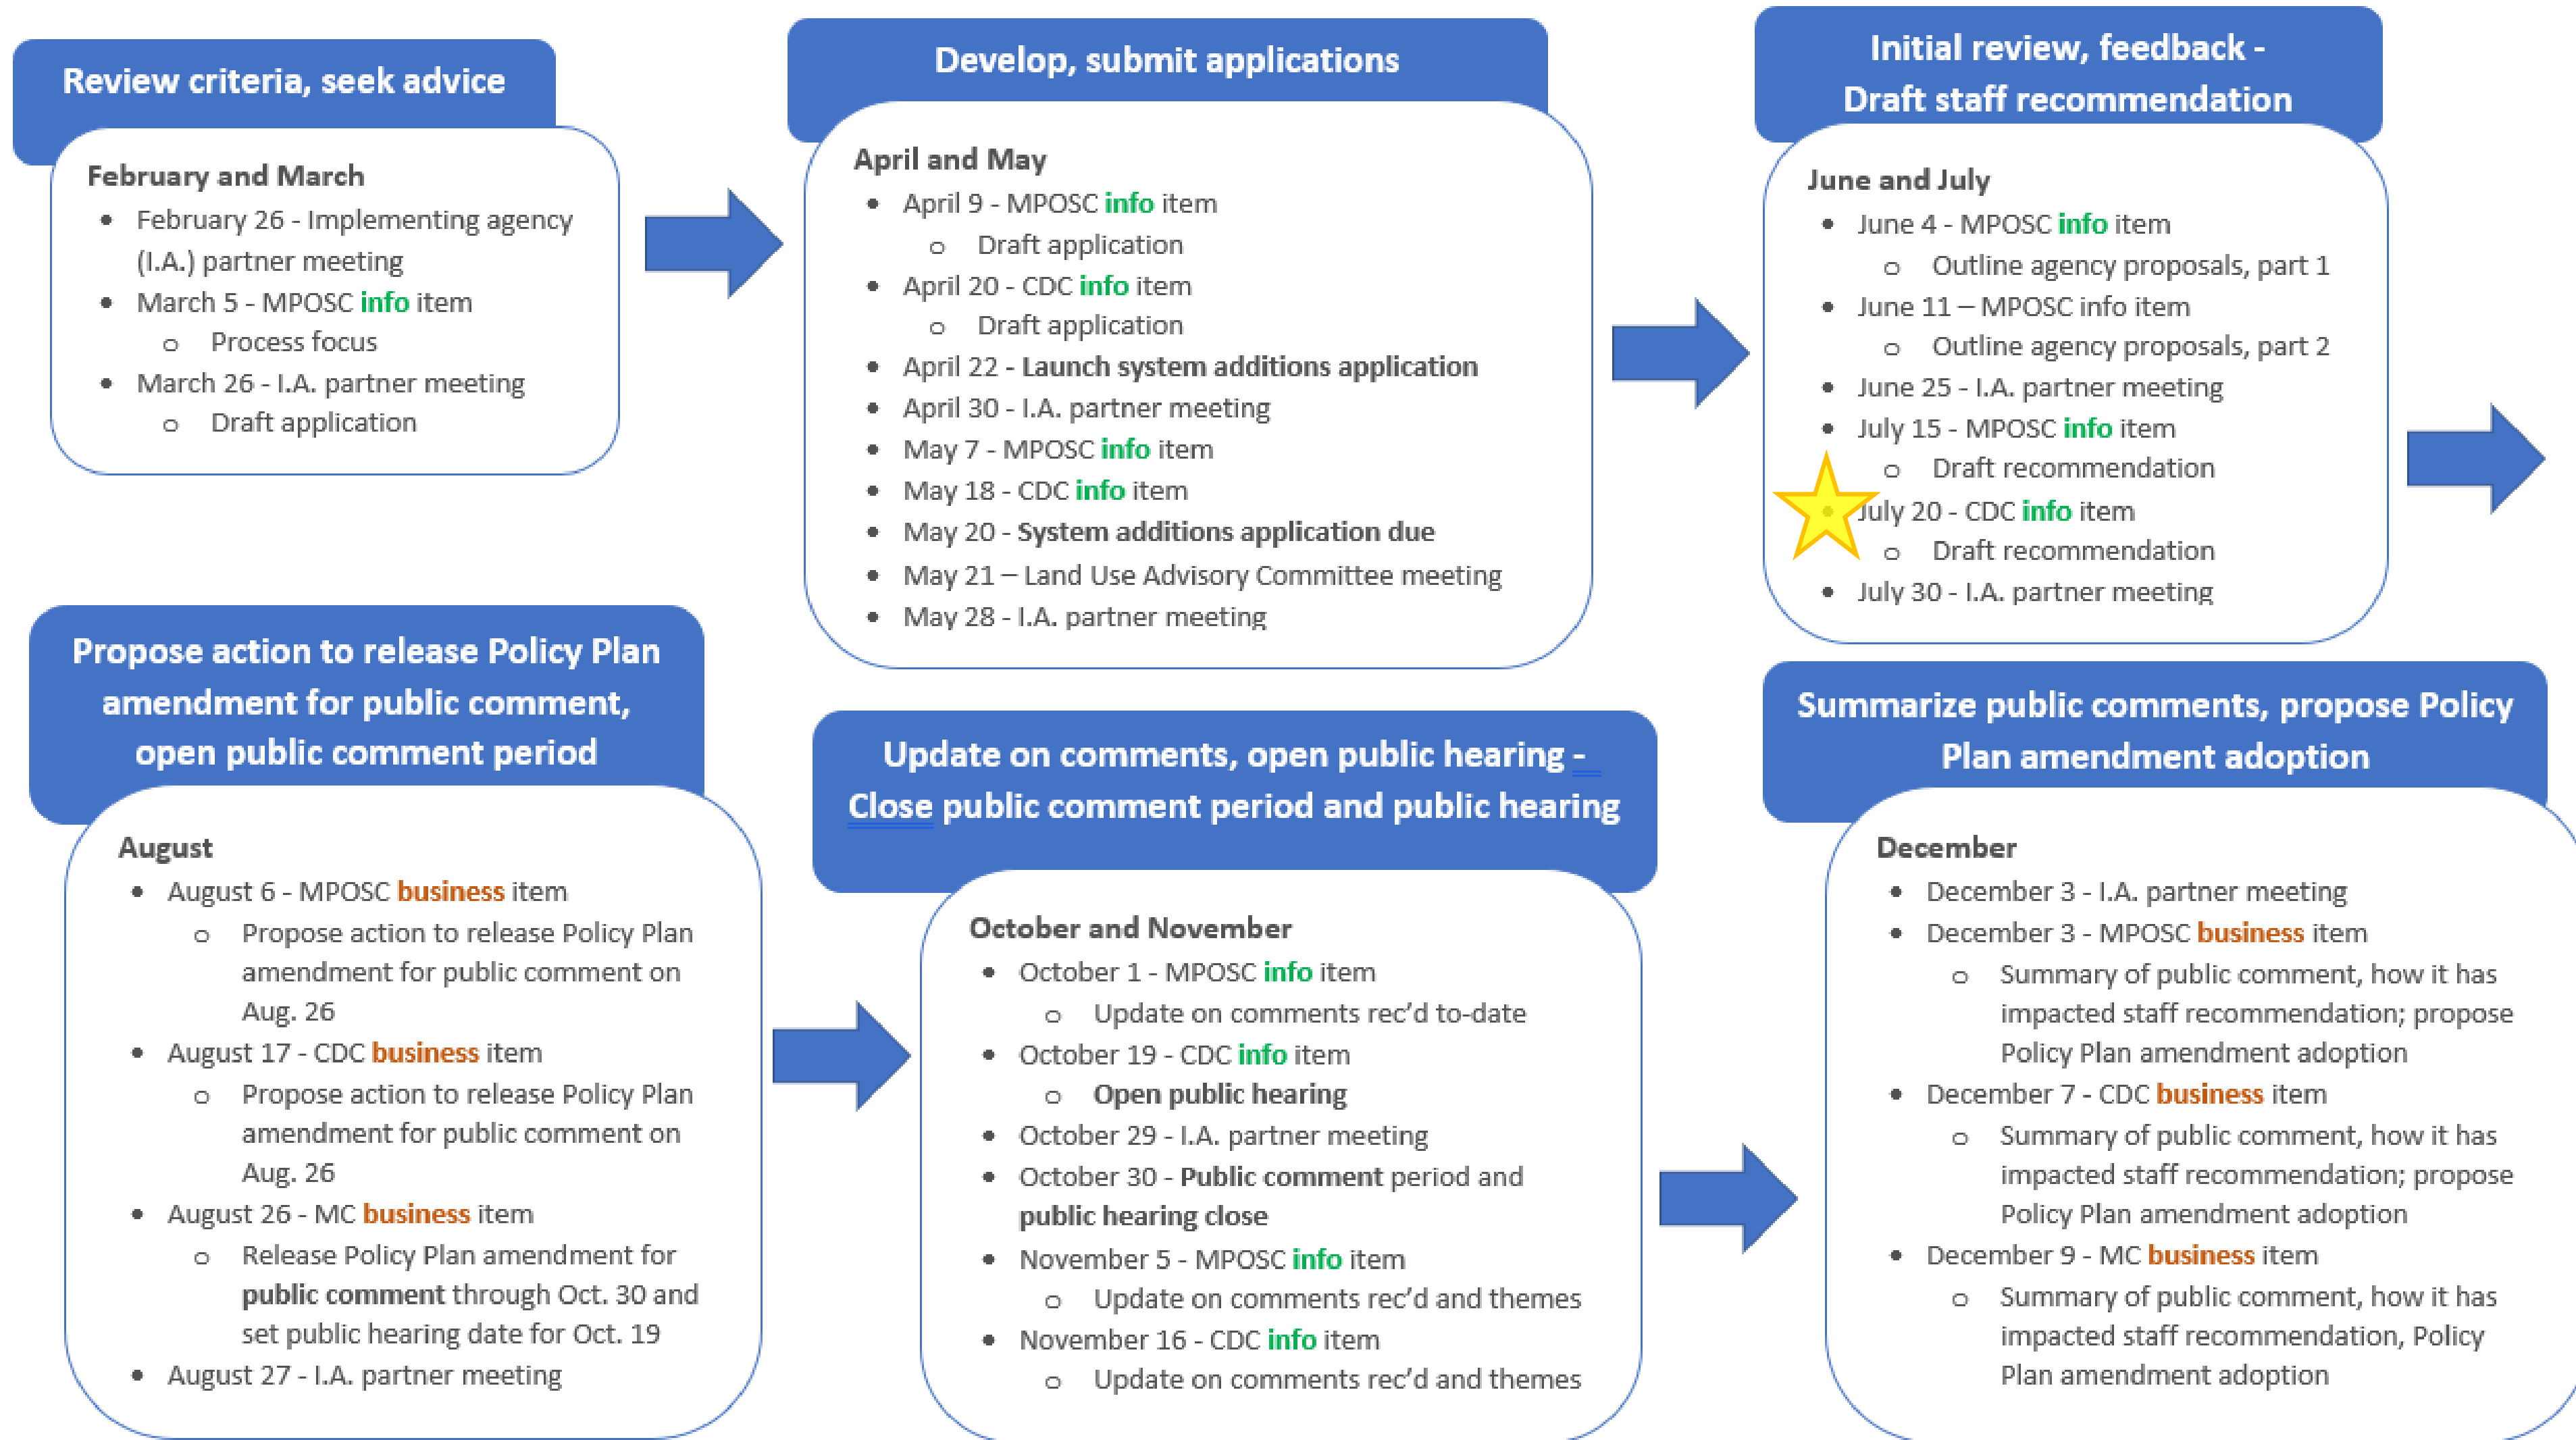 Review criteria, seek advice
February and March
• February 26 - Implementing agency
(I.A.) partner meeting
• March 5 - MPOSC info item
o Process focus
• March 26 - I.A. partner meeting
o Draft application
Develop, submit applications
April and May
• April 9 - MPOSC info item
o Draft application
• April 20 - CDC info item
o Draft application
• April 22 - Launch system additions application
• April 30 - I.A. partner meeting
• May 7 - MPOSC info item
• May 18 - CDC info item
• May 20 - System additions application due
• May 21 – Land Use Advisory Committee meeting
• May 28 - I.A. partner meeting
Initial review, feedback -
Draft staff recommendation
June and July
• June 4 - MPOSC info item
o Outline agency proposals, part 1
• June 11 – MPOSC info item
o Outline agency proposals, part 2
• June 25 - I.A. partner meeting
• July 15 - MPOSC info item
o Draft recommendation
• July 20 - CDC info item
o Draft recommendation
• July 30 - I.A. partner meeting
Propose action to release Policy Plan
amendment for public comment,
open public comment period
August
• August 6 - MPOSC business item
o Propose action to release Policy Plan
amendment for public comment on
Aug. 26
• August 17 - CDC business item
o Propose action to release Policy Plan
amendment for public comment on
Aug. 26
• August 26 - MC business item
o Release Policy Plan amendment for
public comment through Oct. 30 and
set public hearing date for Oct. 19
• August 27 - I.A. partner meeting
Update on comments, open public hearing -
Close public comment period and public hearing
October and November
• October 1 - MPOSC info item
o Update on comments rec’d to-date
• October 19 - CDC info item
o Open public hearing
• October 29 - I.A. partner meeting
• October 30 - Public comment period and
public hearing close
• November 5 - MPOSC info item
o Update on comments rec’d and themes
• November 16 - CDC info item
o Update on comments rec’d and themes
Summarize public comments, propose Policy
Plan amendment adoption
December
• December 3 - I.A. partner meeting
• December 3 - MPOSC business item
o Summary of public comment, how it has
impacted staff recommendation; propose
Policy Plan amendment adoption
• December 7 - CDC business item
o Summary of public comment, how it has
impacted staff recommendation; propose
Policy Plan amendment adoption
• December 9 - MC business item
o Summary of public comment, how it has
impacted staff recommendation, Policy
Plan amendment adoption